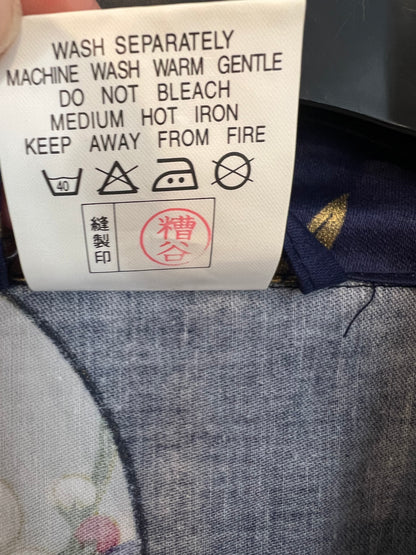 WASH SEPARATELY
MACHINE WASH WARM GENTLE
DO NOT BLEACH
MEDIUM HOT IRON
KEEP AWAY FROM FIRE
40
縫製印
糟谷